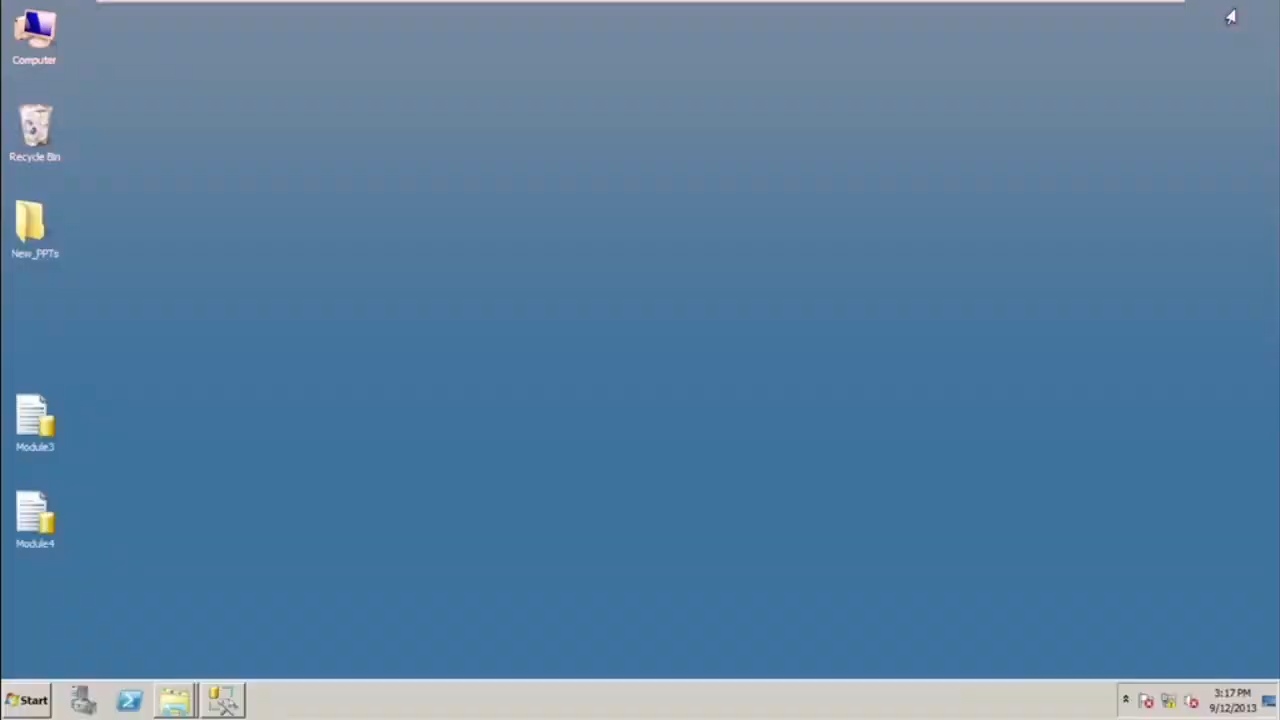 Computer
Recycle Bin
New_PPTs
Module3
Module4
Start
3:17 PM
9/12/2013